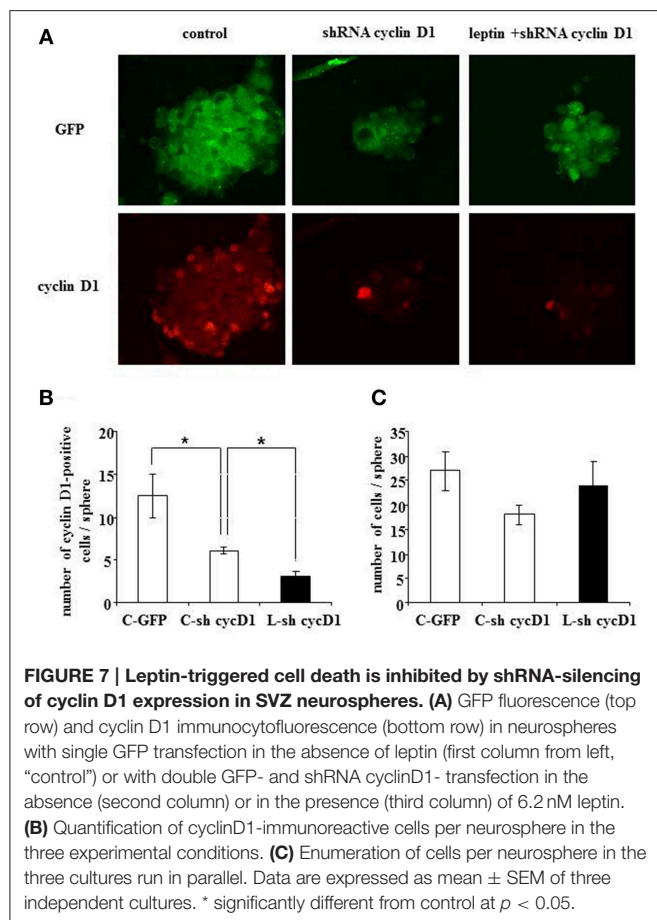 A
control
shRNA cyclin D1
leptin +shRNA cyclin D1
GFP
cyclin D1
B
C
number of cyclin D1-positive
cells / sphere
20
15
10
5
0
*
*
C-GFP
C-sh cycD1
L-sh cycD1
number of cells / sphere
35
30
25
20
15
10
5
0
C-GFP
C-sh cycD1
L-sh cycD1
FIGURE 7 | Leptin-triggered cell death is inhibited by shRNA-silencing
of cyclin D1 expression in SVZ neurospheres. (A) GFP fluorescence (top
row) and cyclin D1 immunocytofluorescence (bottom row) in neurospheres
with single GFP transfection in the absence of leptin (first column from left,
“control”) or with double GFP- and shRNA cyclinD1- transfection in the
absence (second column) or in the presence (third column) of 6.2 nM leptin.
(B) Quantification of cyclinD1-immunoreactive cells per neurosphere in the
three experimental conditions. (C) Enumeration of cells per neurosphere in the
three cultures run in parallel. Data are expressed as mean ± SEM of three
independent cultures. * significantly different from control at p < 0.05.